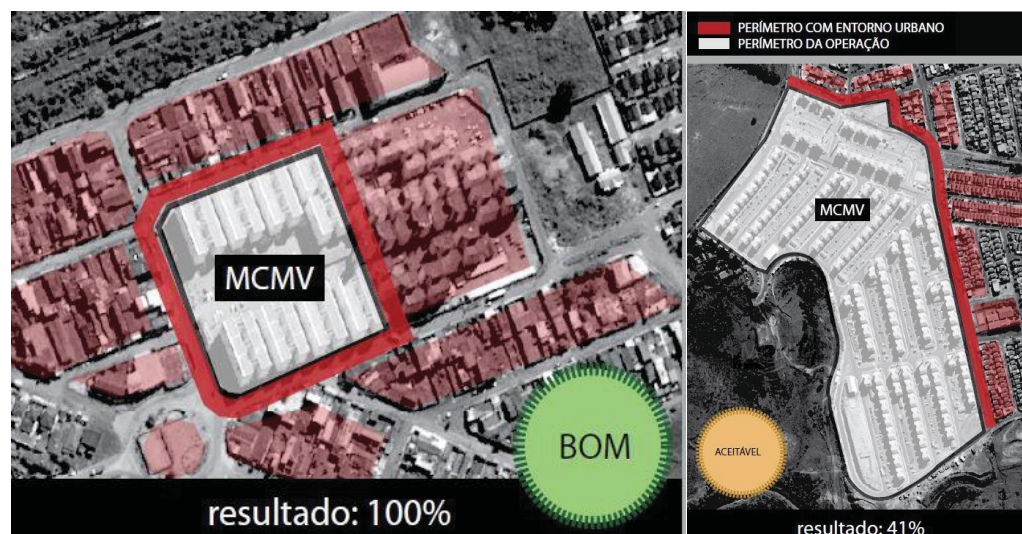 MCMV
BOM
resultado: 100%
PERÍMETRO COM ENTORNO URBANO
PERÍMETRO DA OPERAÇÃO
MCMV
ACEITÁVEL
resultado: 41%